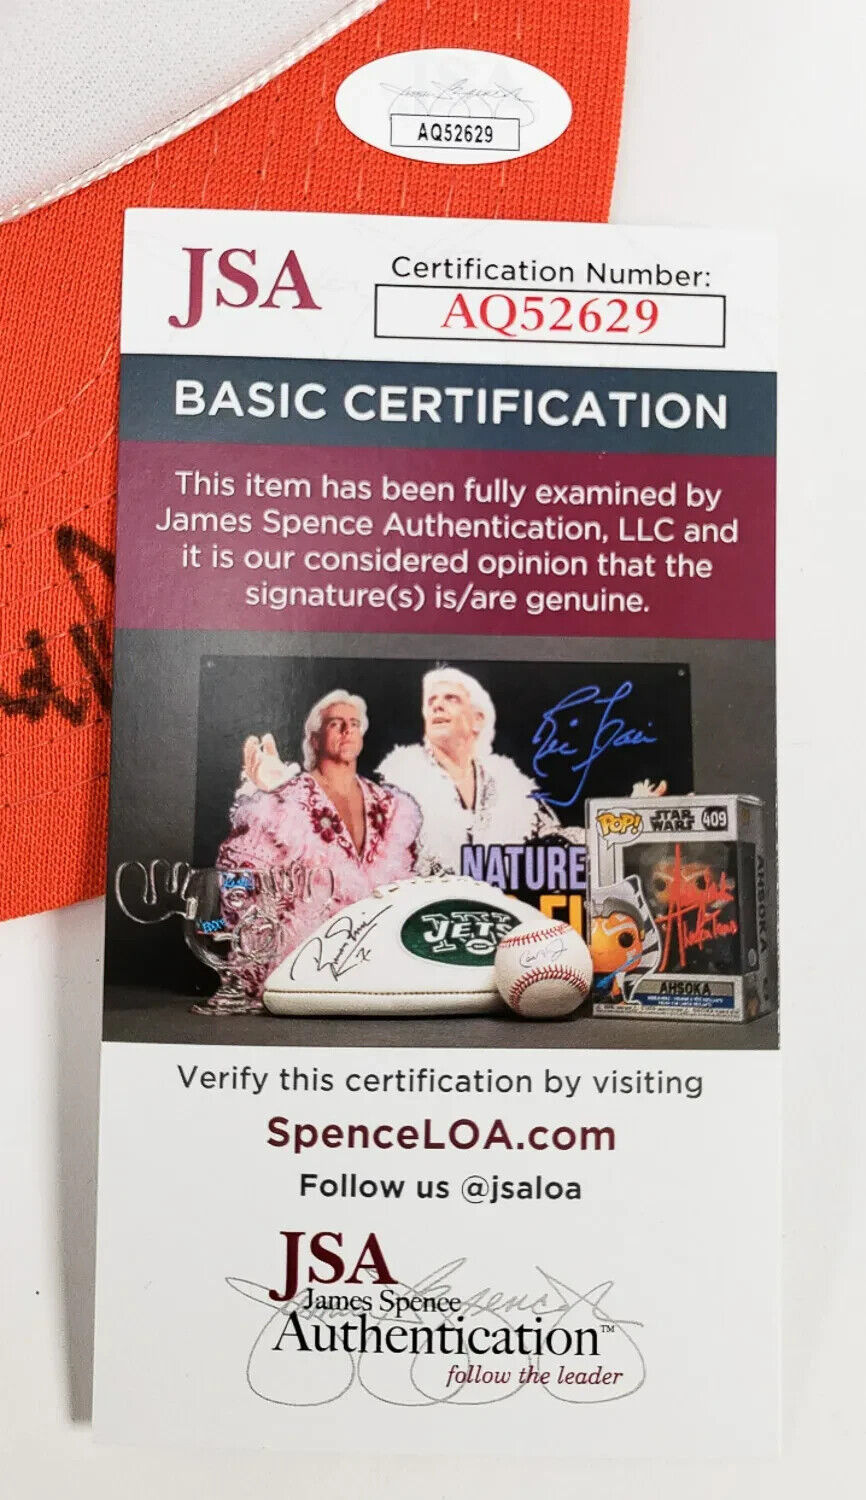 JSA
AQ52629
JSA
Certification Number:
AQ52629
BASIC CERTIFICATION
This item has been fully examined by
James Spence Authentication, LLC and
it is our considered opinion that the
signature(s) is/are genuine.
NATURE
POP!
STAR
WARS
409
JETS
AHSOKA
AHSOKA
Verify this certification by visiting
SpenceLOA.com
Follow us @jsaloa
JSA
James Spence
Authentication™
follow the leader